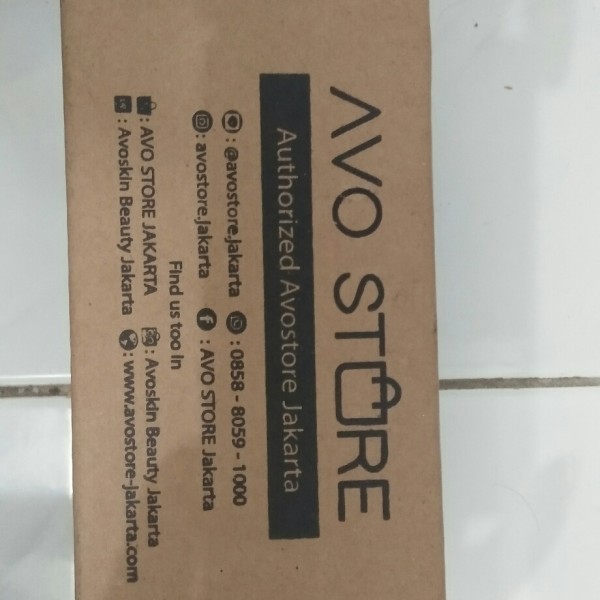 AVO STORE
Authorized Avostore Jakarta
: @avostore.jakarta : 0858 - 8059 - 1000
: avostore.jakarta : AVO STORE Jakarta
Find us too in
: AVO STORE JAKARTA : Avoskin Beauty Jakarta
: Avoskin Beauty Jakarta : www.avostore-jakarta.com